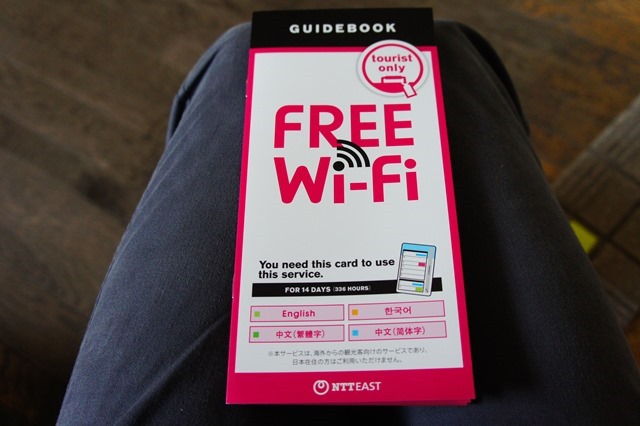 GUIDEBOOK
tourist
only
FREE
Wi-Fi
You need this card to use
this service.
FOR 14 DAYS (336 HOURS)
English
한국어
中文(繁體字)
中文(简体字)
※本サービスは、海外からの観光客向けのサービスであり、
日本在住の方はご利用いただけません。
NTT EAST